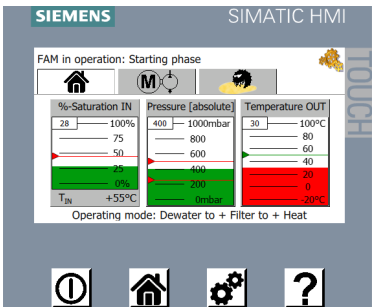 SIEMENS
SIMATIC HMI
TOUCH
FAM in operation: Starting phase
M
%-Saturation IN
28
100%
75
50
25
0%
T_IN +55°C
Pressure [absolute]
400
1000mbar
800
600
400
200
0mbar
Temperature OUT
30
100°C
80
60
40
20
0
-20°C
Operating mode: Dewater to + Filter to + Heat
?